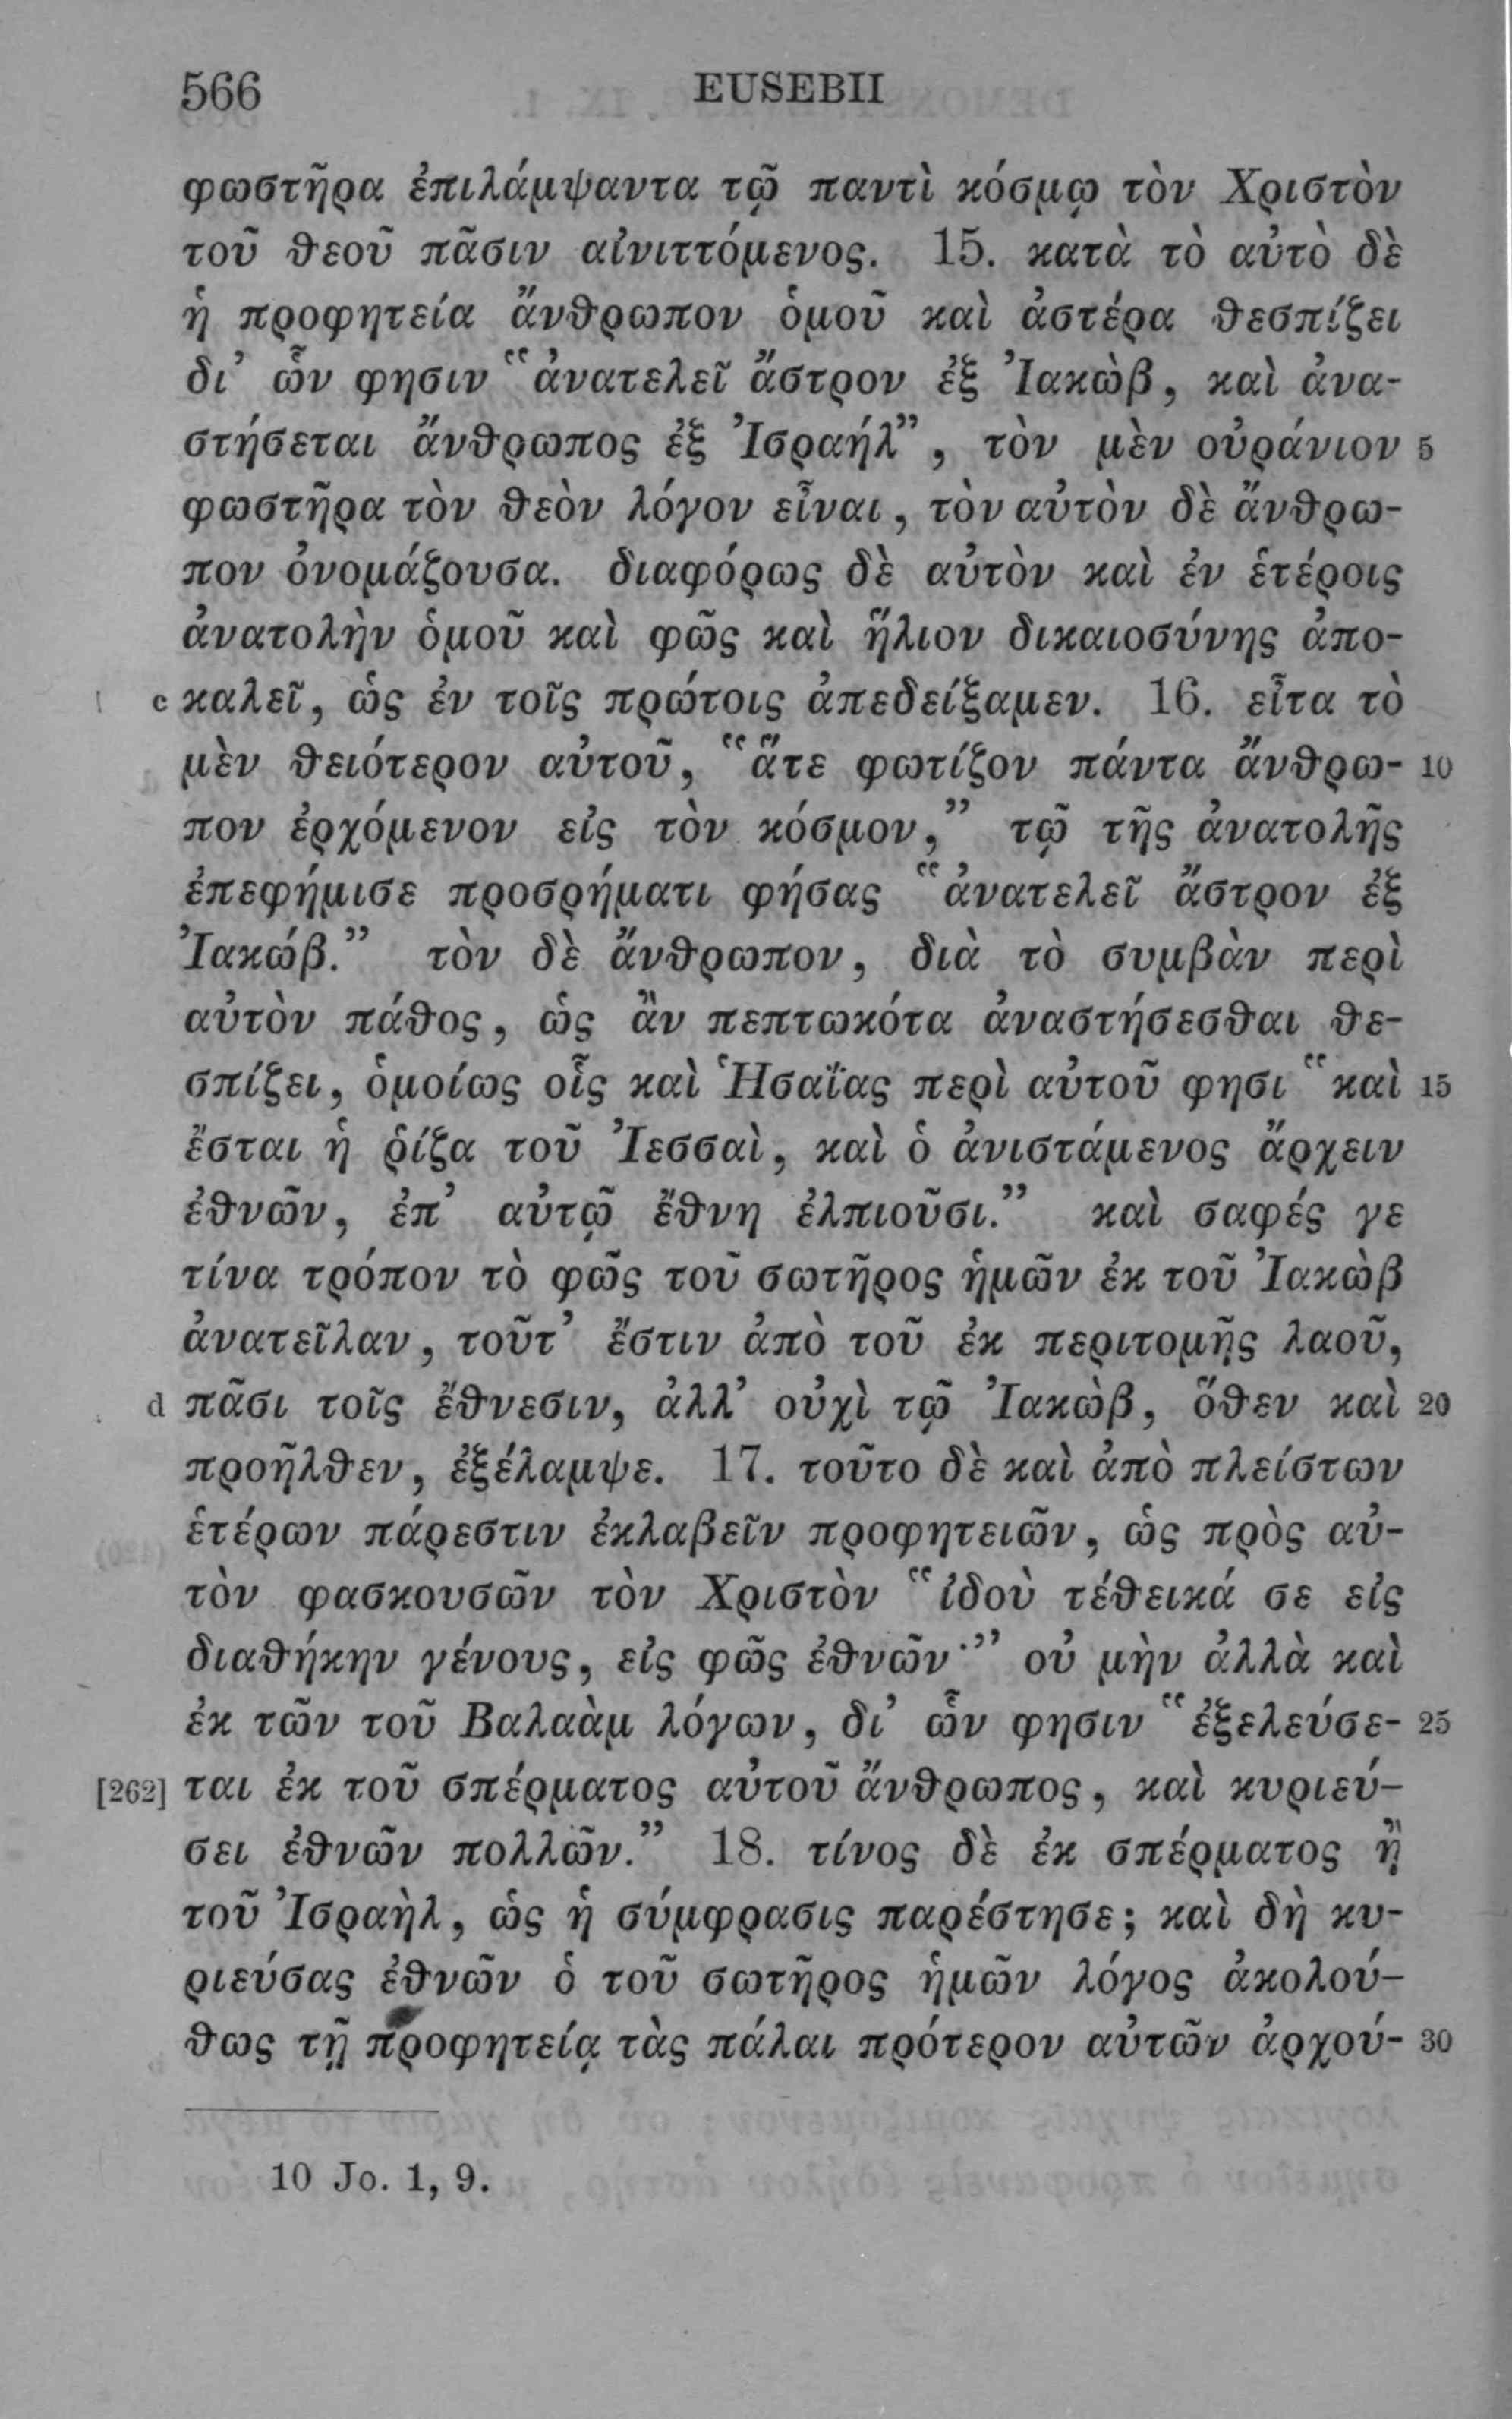 566 EUSEBII
φωστῆρα ἐπιλάμψαντα τῷ παντὶ κόσμῳ τὸν Χριστὸν
τοῦ θεοῦ πᾶσιν αἰνιττόμενος. 15. κατὰ τὸ αὐτὸ δὲ
ἡ προφητεία ἄνθρωπον ὁμοῦ καὶ ἀστέρα θεσπίζει
δι’ ὧν φησιν “ἀνατελεῖ ἄστρον ἐξ Ἰακὼβ, καὶ ἀνα-
στήσεται ἄνθρωπος ἐξ Ἰσραήλ”, τὸν μὲν οὐράνιον 5
φωστῆρα τὸν θεὸν λόγον εἶναι, τὸν αὐτὸν δὲ ἄνθρω-
πον ὀνομάζουσα. διαφόρως δὲ αὐτὸν καὶ ἐν ἑτέροις
ἀνατολὴν ὁμοῦ καὶ φῶς καὶ ἥλιον δικαιοσύνης ἀπο-
c καλεῖ, ὡς ἐν τοῖς πρώτοις ἀπεδείξαμεν. 16. εἶτα τὸ
μὲν θειότερον αὐτοῦ, “ἅτε φωτίζον πάντα ἄνθρω- 10
πον ἐρχόμενον εἰς τὸν κόσμον,” τῷ τῆς ἀνατολῆς
ἐπεφήμισε προσρήματι φήσας “ἀνατελεῖ ἄστρον ἐξ
Ἰακώβ.” τὸν δὲ ἄνθρωπον, διὰ τὸ συμβὰν περὶ
αὐτὸν πάθος, ὡς ἂν πεπτωκότα ἀναστήσεσθαι θε-
σπίζει, ὁμοίως οἷς καὶ Ἡσαΐας περὶ αὐτοῦ φησι “καὶ 15
ἔσται ἡ ῥίζα τοῦ Ἰεσσαὶ, καὶ ὁ ἀνιστάμενος ἄρχειν
ἐθνῶν, ἐπ’ αὐτῷ ἔθνη ἐλπιοῦσι.” καὶ σαφές γε
τίνα τρόπον τὸ φῶς τοῦ σωτῆρος ἡμῶν ἐκ τοῦ Ἰακὼβ
ἀνατεῖλαν, τοῦτ’ ἔστιν ἀπὸ τοῦ ἐκ περιτομῆς λαοῦ,
d πᾶσι τοῖς ἔθνεσιν, ἀλλ’ οὐχὶ τῷ Ἰακὼβ, ὅθεν καὶ 20
προῆλθεν, ἐξέλαμψε. 17. τοῦτο δὲ καὶ ἀπὸ πλείστων
ἑτέρων πάρεστιν ἐκλαβεῖν προφητειῶν, ὡς πρὸς αὐ-
τὸν φασκουσῶν τὸν Χριστὸν “ἰδοὺ τέθεικά σε εἰς
διαθήκην γένους, εἰς φῶς ἐθνῶν·” οὐ μὴν ἀλλὰ καὶ
ἐκ τῶν τοῦ Βαλαὰμ λόγων, δι’ ὧν φησιν “ἐξελεύσε- 25
[262] ται ἐκ τοῦ σπέρματος αὐτοῦ ἄνθρωπος, καὶ κυριεύ-
σει ἐθνῶν πολλῶν.” 18. τίνος δὲ ἐκ σπέρματος ἢ
τοῦ Ἰσραὴλ, ὡς ἡ σύμφρασις παρέστησε; καὶ δὴ κυ-
ριεύσας ἐθνῶν ὁ τοῦ σωτῆρος ἡμῶν λόγος ἀκολού-
θως τῇ προφητείᾳ τὰς πάλαι πρότερον αὐτῶν ἀρχού- 30
10 Jo. 1, 9.